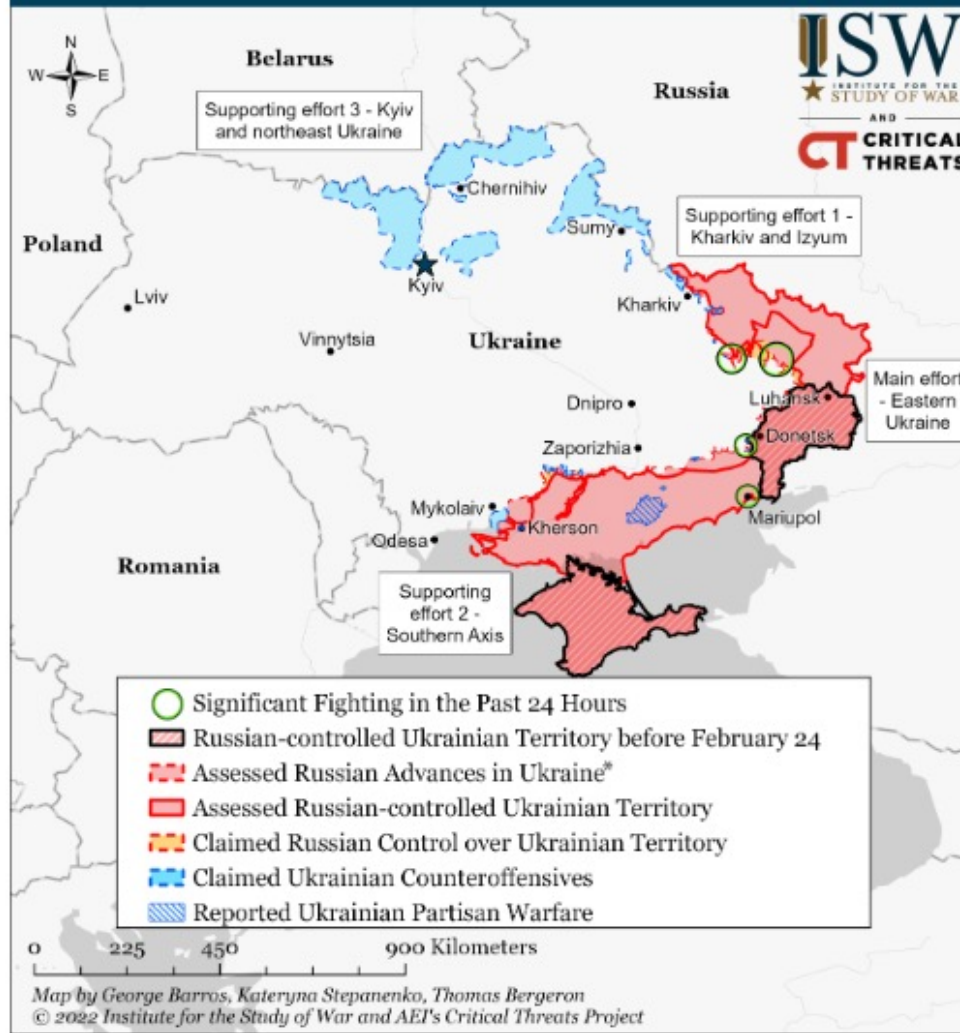 N
W E
S
Belarus
Russia
ISW
INSTITUTE FOR THE
STUDY OF WAR
AND
CT CRITICAL
THREATS
Supporting effort 3 - Kyiv
and northeast Ukraine
Chernihiv
Supporting effort 1 -
Kharkiv and Izyum
Poland
Sumy
Kyiv
Lviv
Kharkiv
Vinnytsia
Ukraine
Main effort
- Eastern
Ukraine
Luhansk
Dnipro
Donetsk
Zaporizhia
Mykolaiv
Mariupol
Kherson
Odesa
Romania
Supporting
effort 2 -
Southern Axis
Significant Fighting in the Past 24 Hours
Russian-controlled Ukrainian Territory before February 24
Assessed Russian Advances in Ukraine*
Assessed Russian-controlled Ukrainian Territory
Claimed Russian Control over Ukrainian Territory
Claimed Ukrainian Counteroffensives
Reported Ukrainian Partisan Warfare
0 225 450 900 Kilometers
Map by George Barros, Kateryna Stepanenko, Thomas Bergeron
© 2022 Institute for the Study of War and AEI's Critical Threats Project